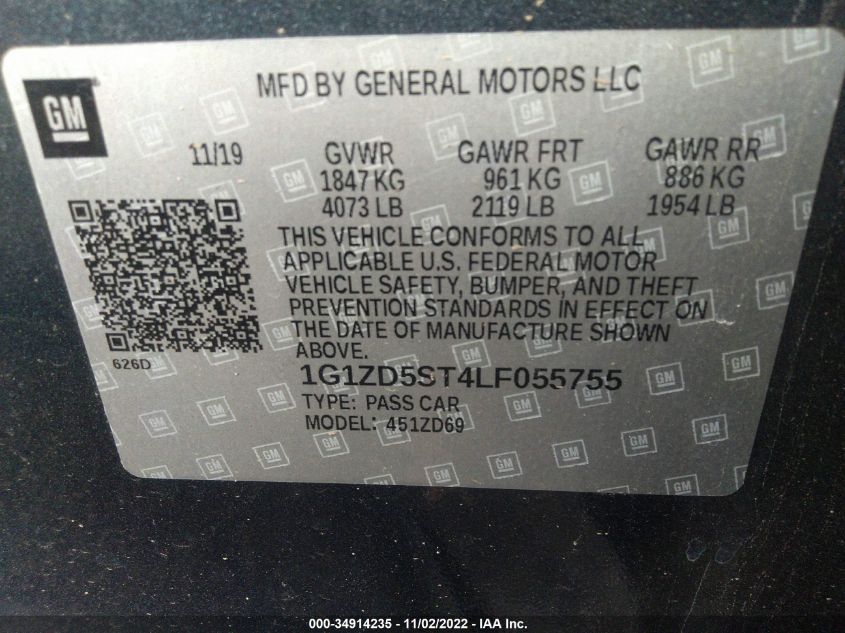 MFD BY GENERAL MOTORS LLC
GM
11/19 GVWR GAWR FRT GAWR RR
1847 KG 961 KG 886 KG
4073 LB 2119 LB 1954 LB
THIS VEHICLE CONFORMS TO ALL
APPLICABLE U.S. FEDERAL MOTOR
VEHICLE SAFETY, BUMPER, AND THEFT
PREVENTION STANDARDS IN EFFECT ON
THE DATE OF MANUFACTURE SHOWN
ABOVE.
626D
1G1ZD5ST4LF055755
TYPE: PASS CAR
MODEL: 451ZD69
000-34914235 - 11/02/2022 - IAA Inc.